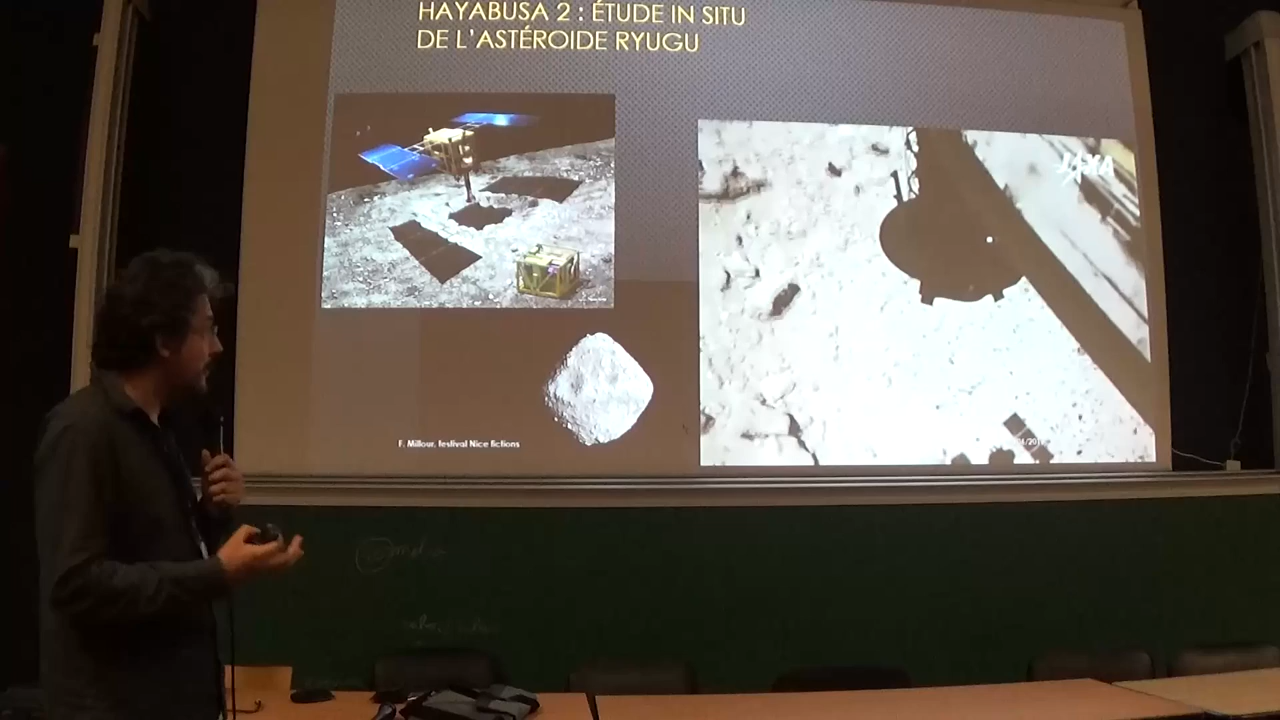 HAYABUSA 2 : ÉTUDE IN SITU
DE L'ASTÉROIDE RYUGU
JAXA
F. Millour, festival Nice fictions